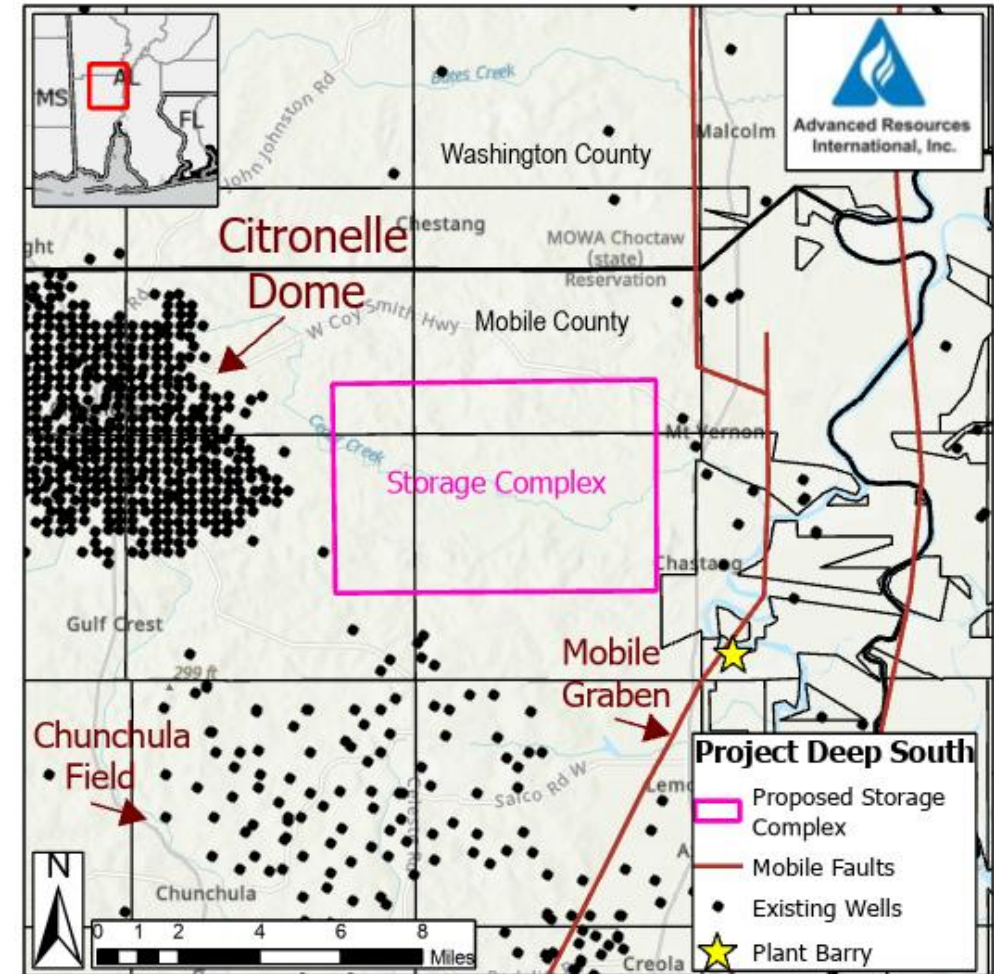 MS
AL
FL
Bates Creek
John Johnston Rd
Washington County
Malcolm
Advanced Resources
International, Inc.
Chestang
MOWA Choctaw
(state)
Reservation
Citronelle
Dome
Rd
W Coy Smith Hwy
Mobile County
Cedar Creek
Mt Vernon
Storage Complex
Chastang
Gulf Crest
299 ft
Mobile
Graben
Chunchula
Field
Salco Rd W
Chunchula
Creola
N
0 1 2 4 6 8
Miles
Project Deep South
Proposed Storage
Complex
Mobile Faults
Existing Wells
Plant Barry